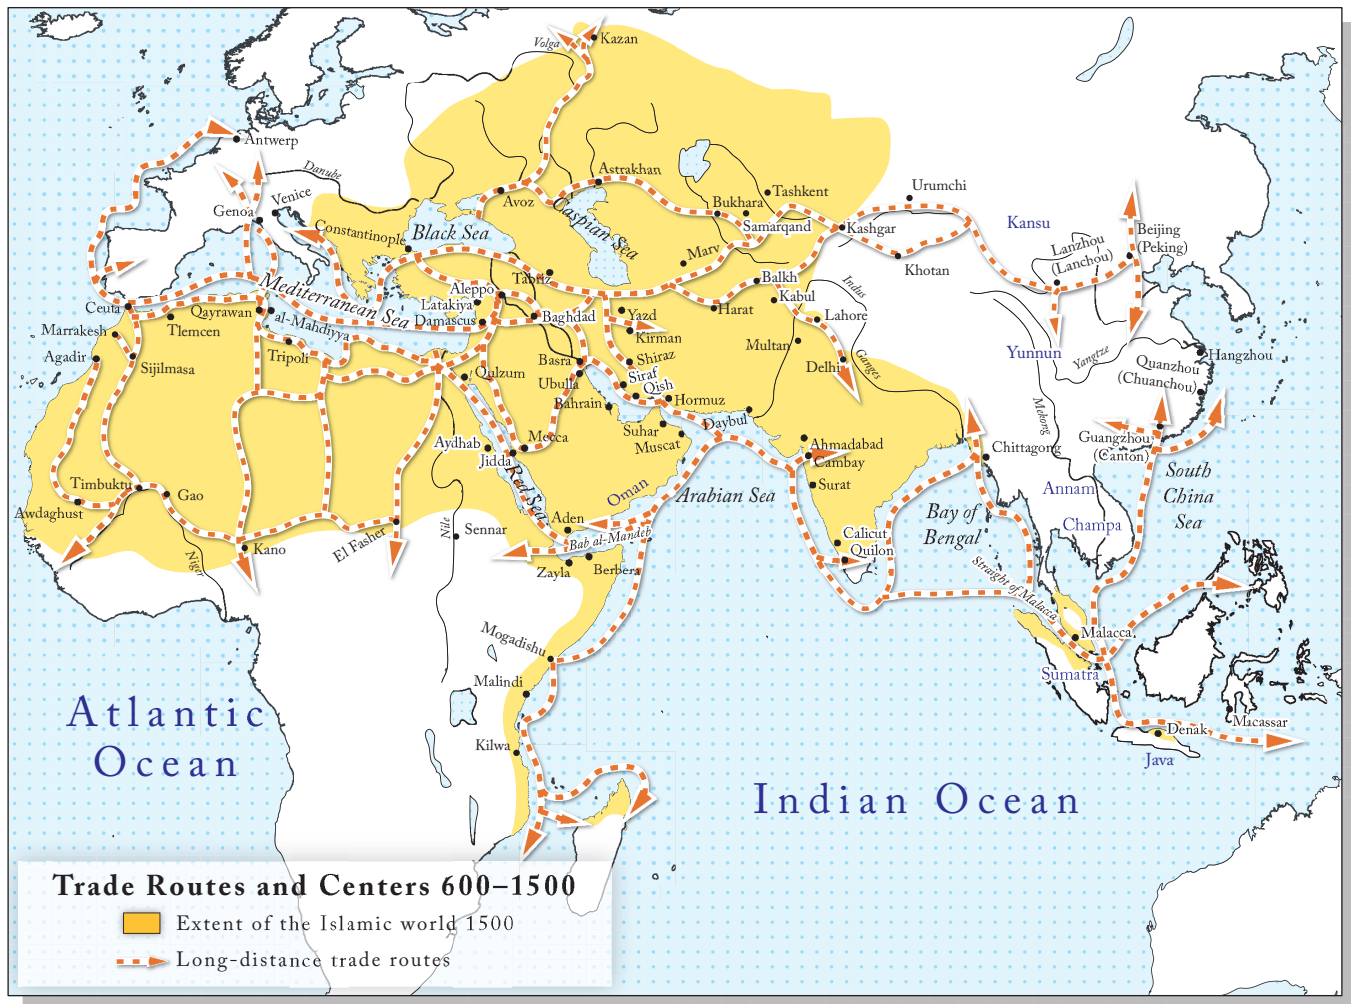 Volga
Kazan
Antwerp
Danube
Astrakhan
Tashkent
Urumchi
Genoa
Venice
Avoz
Bukhara
Samarqand
Kashgar
Kansu
Beijing
(Peking)
Constantinople
Black Sea
Caspian Sea
Marv
Khotan
Lanzhou
(Lanchou)
Tabriz
Balkh
Kabul
Indus
Mediterranean Sea
Aleppo
Latakiya
Damascus
Baghdad
Harat
Lahore
Ceuta
Tlemcen
Qayrawan
al-Mahdiyya
Yazd
Kirman
Multan
Marrakesh
Agadir
Sijilmasa
Tripoli
Qulzum
Basra
Ubulla
Shiraz
Siraf
Qish
Delhi
Ganges
Yunnun
Yangtze
Quanzhou
(Chuanchou)
Hangzhou
Bahrain
Hormuz
Daybul
Mekong
Suhar
Muscat
Mecca
Aydhab
Jidda
Red Sea
Ahmadabad
Cambay
Surat
Chittagong
Guangzhou
(Canton)
South
China
Sea
Timbuktu
Gao
Awdaghust
Oman
Arabian Sea
Bay of
Bengal
Annam
Champa
Aden
Bab al-Mandeb
Nile
Sennar
El Fasher
Kano
Niger
Zayla
Berbera
Calicut
Quilon
Straight of Malacca
Malacca
Mogadishu
Malindi
Kilwa
Sumatra
Denak
Macassar
Java
Atlantic
Ocean
Indian Ocean
Trade Routes and Centers 600–1500
Extent of the Islamic world 1500
Long-distance trade routes